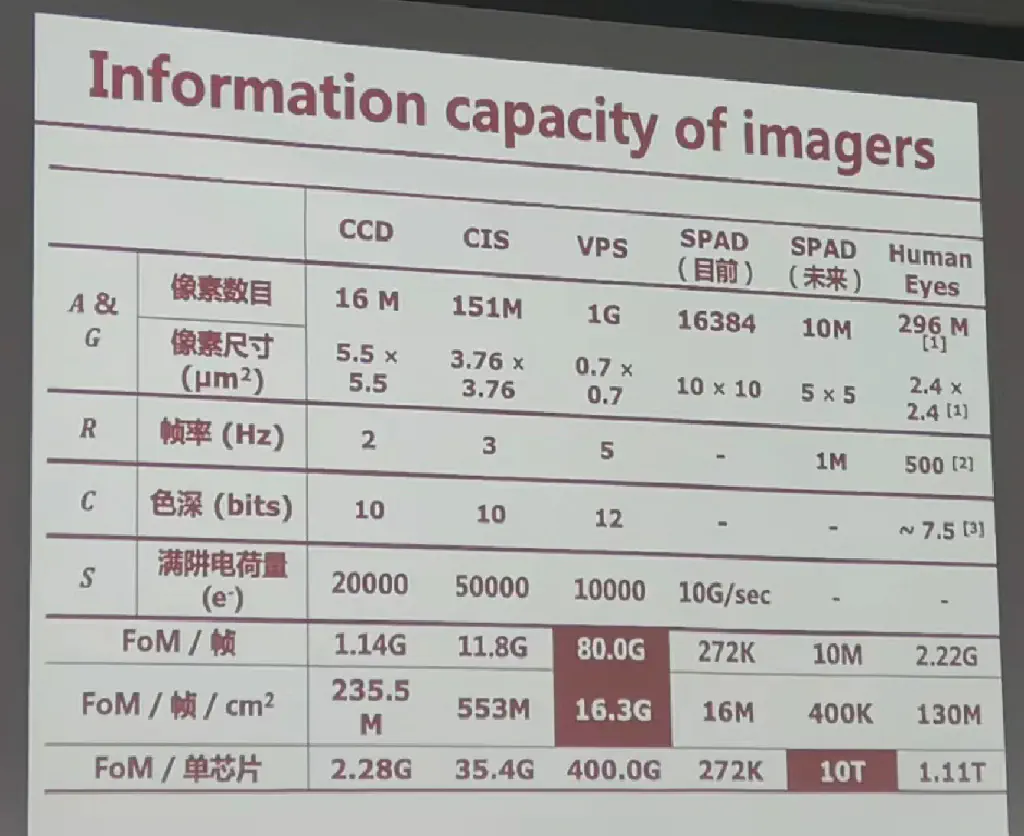 Information capacity of imagers
CCD CIS VPS SPAD (目前) SPAD (未来) Human Eyes
A & G 像素数目 16 M 151M 1G 16384 10M 296 M [1]
像素尺寸 (μm²) 5.5 × 5.5 3.76 × 3.76 0.7 × 0.7 10 × 10 5 × 5 2.4 × 2.4 [1]
R 帧率 (Hz) 2 3 5 - 1M 500 [2]
C 色深 (bits) 10 10 12 - - ~ 7.5 [3]
S 满阱电荷量 (e⁻) 20000 50000 10000 10G/sec - -
FoM / 帧 1.14G 11.8G 80.0G 272K 10M 2.22G
FoM / 帧 / cm² 235.5 M 553M 16.3G 16M 400K 130M
FoM / 单芯片 2.28G 35.4G 400.0G 272K 10T 1.11T